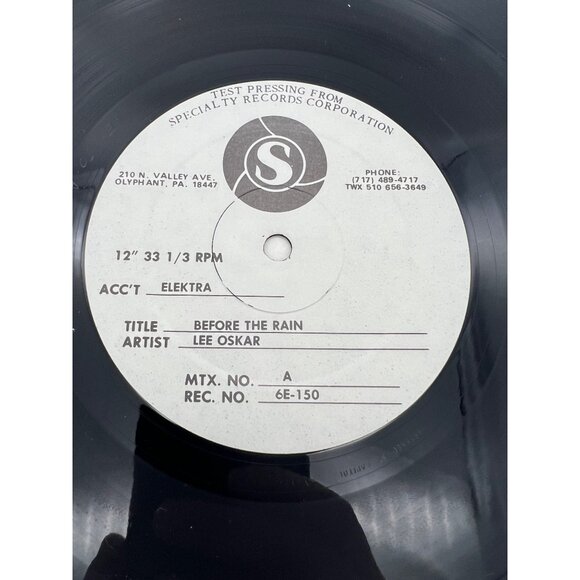 TEST PRESSING FROM
SPECIALTY RECORDS CORPORATION
S
210 N. VALLEY AVE.
OLYPHANT, PA. 18447
PHONE:
(717) 489-4717
TWX 510 656-3649
12" 33 1/3 RPM
ACC'T ELEKTRA
TITLE BEFORE THE RAIN
ARTIST LEE OSKAR
MTX. NO. A
REC. NO. 6E-150